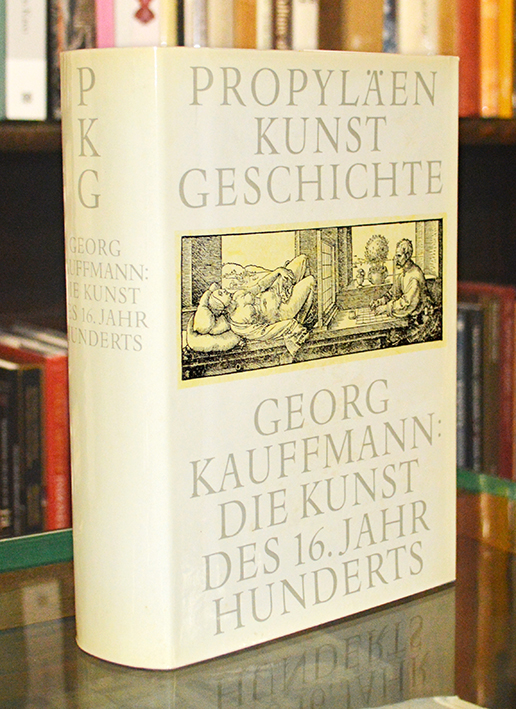 P
K
G
GEORG
KAUFFMANN:
DIE KUNST
DES 16. JAHR
HUNDERTS
PROPYLÄEN
KUNST
GESCHICHTE
GEORG
KAUFFMANN:
DIE KUNST
DES 16. JAHR
HUNDERTS